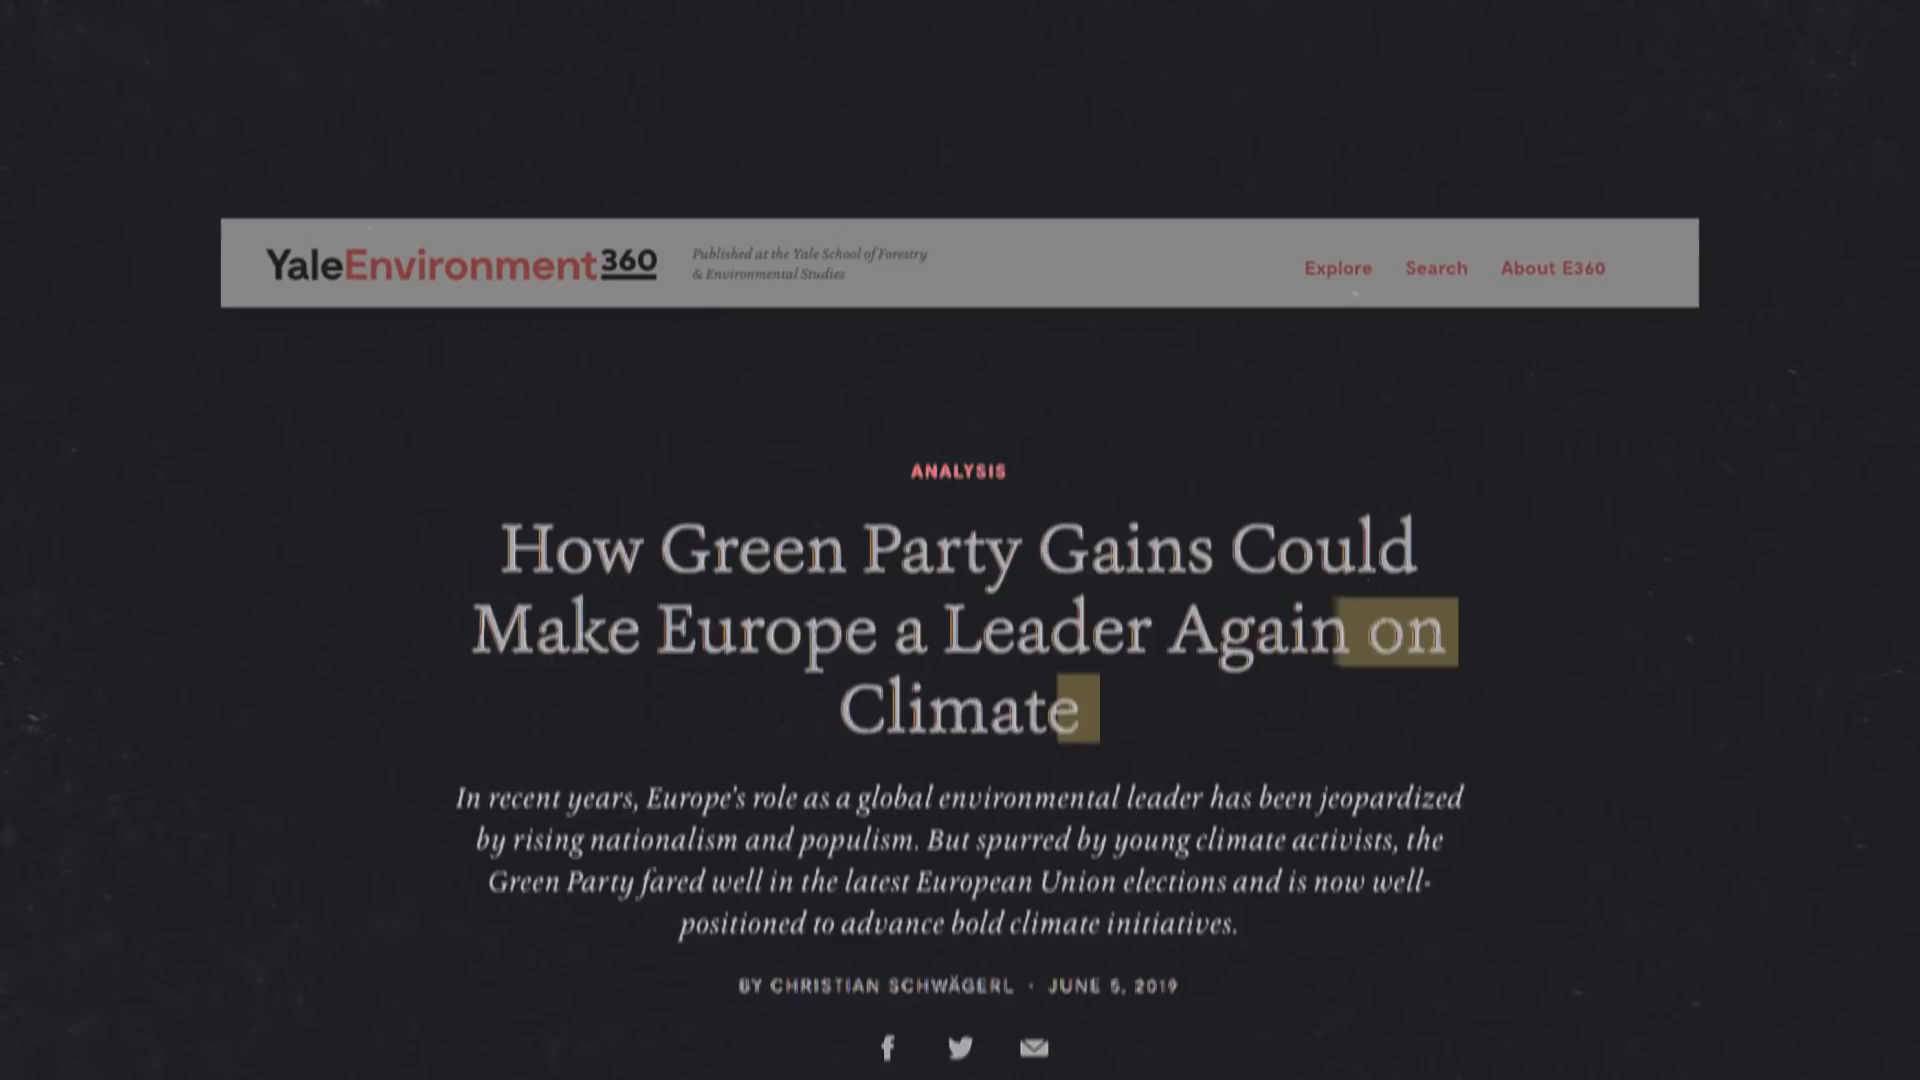 YaleEnvironment360
Published at the Yale School of Forestry
& Environmental Studies
Explore Search About E360
ANALYSIS
How Green Party Gains Could
Make Europe a Leader Again on
Climate
In recent years, Europe's role as a global environmental leader has been jeopardized
by rising nationalism and populism. But spurred by young climate activists, the
Green Party fared well in the latest European Union elections and is now well-
positioned to advance bold climate initiatives.
BY CHRISTIAN SCHWÄGERL · JUNE 5, 2019